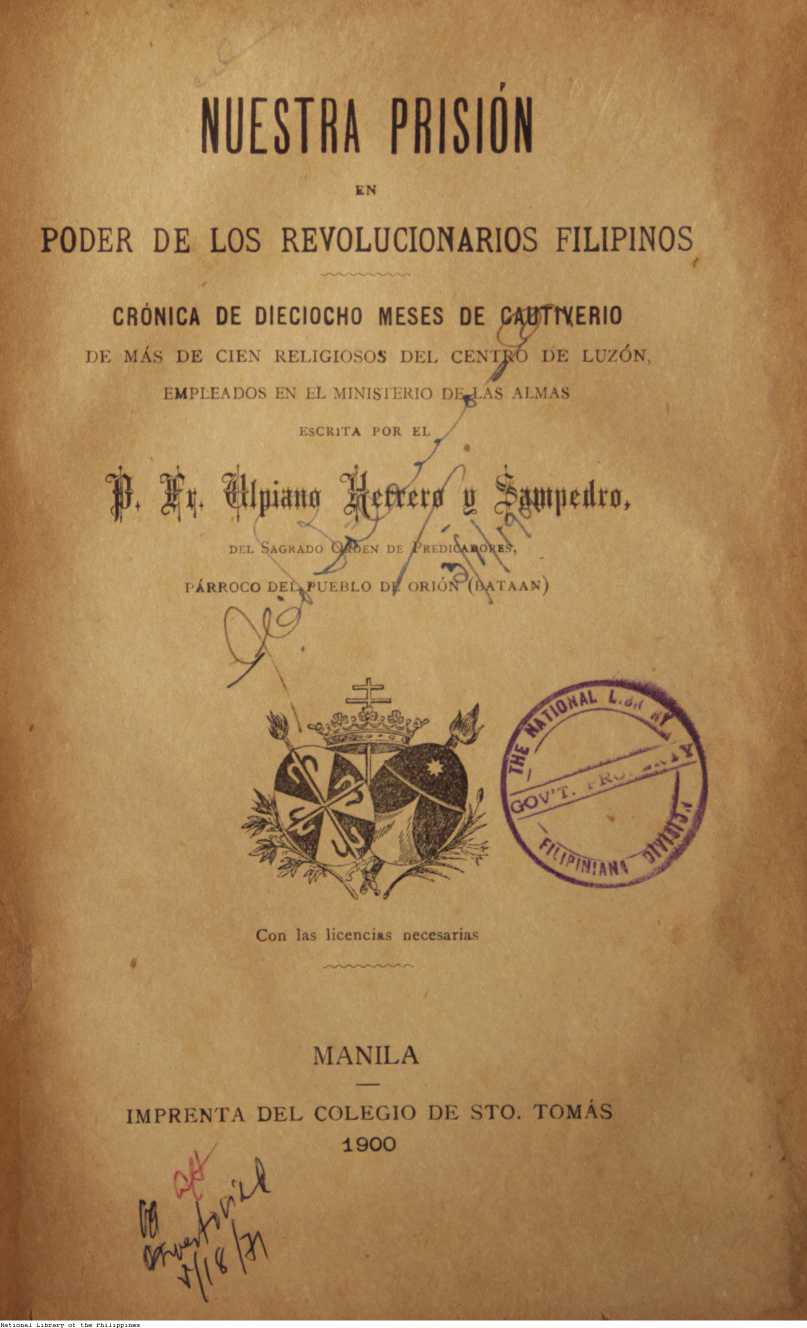 NUESTRA PRISIÓN
EN
PODER DE LOS REVOLUCIONARIOS FILIPINOS
CRÓNICA DE DIECIOCHO MESES DE CAUTIVERIO
DE MÁS DE CIEN RELIGIOSOS DEL CENTRO DE LUZÓN,
EMPLEADOS EN EL MINISTERIO DE LAS ALMAS
ESCRITA POR EL
P. Fr. Ulpiano Herrero y Sampedro,
DEL SAGRADO ORDEN DE PREDICADORES,
PÁRROCO DEL PUEBLO DE ORIÓN (BATAAN)
THE NATIONAL LIBRARY
GOV'T. PROPERTY
FILIPINIANA DIVISION
Con las licencias necesarias
MANILA
IMPRENTA DEL COLEGIO DE STO. TOMÁS
1900
National Library of the Philippines